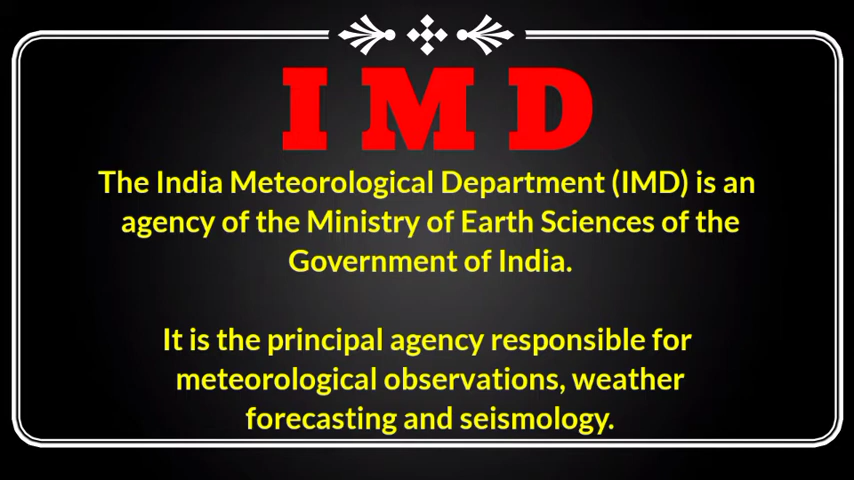 I M D
The India Meteorological Department (IMD) is an
agency of the Ministry of Earth Sciences of the
Government of India.
It is the principal agency responsible for
meteorological observations, weather
forecasting and seismology.